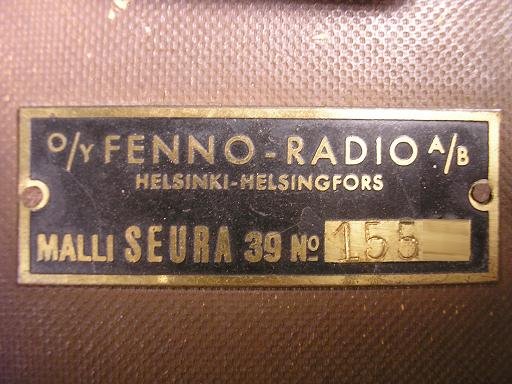 O/Y FENNO-RADIO A/B
HELSINKI-HELSINGFORS
MALLI SEURA 39 No 155